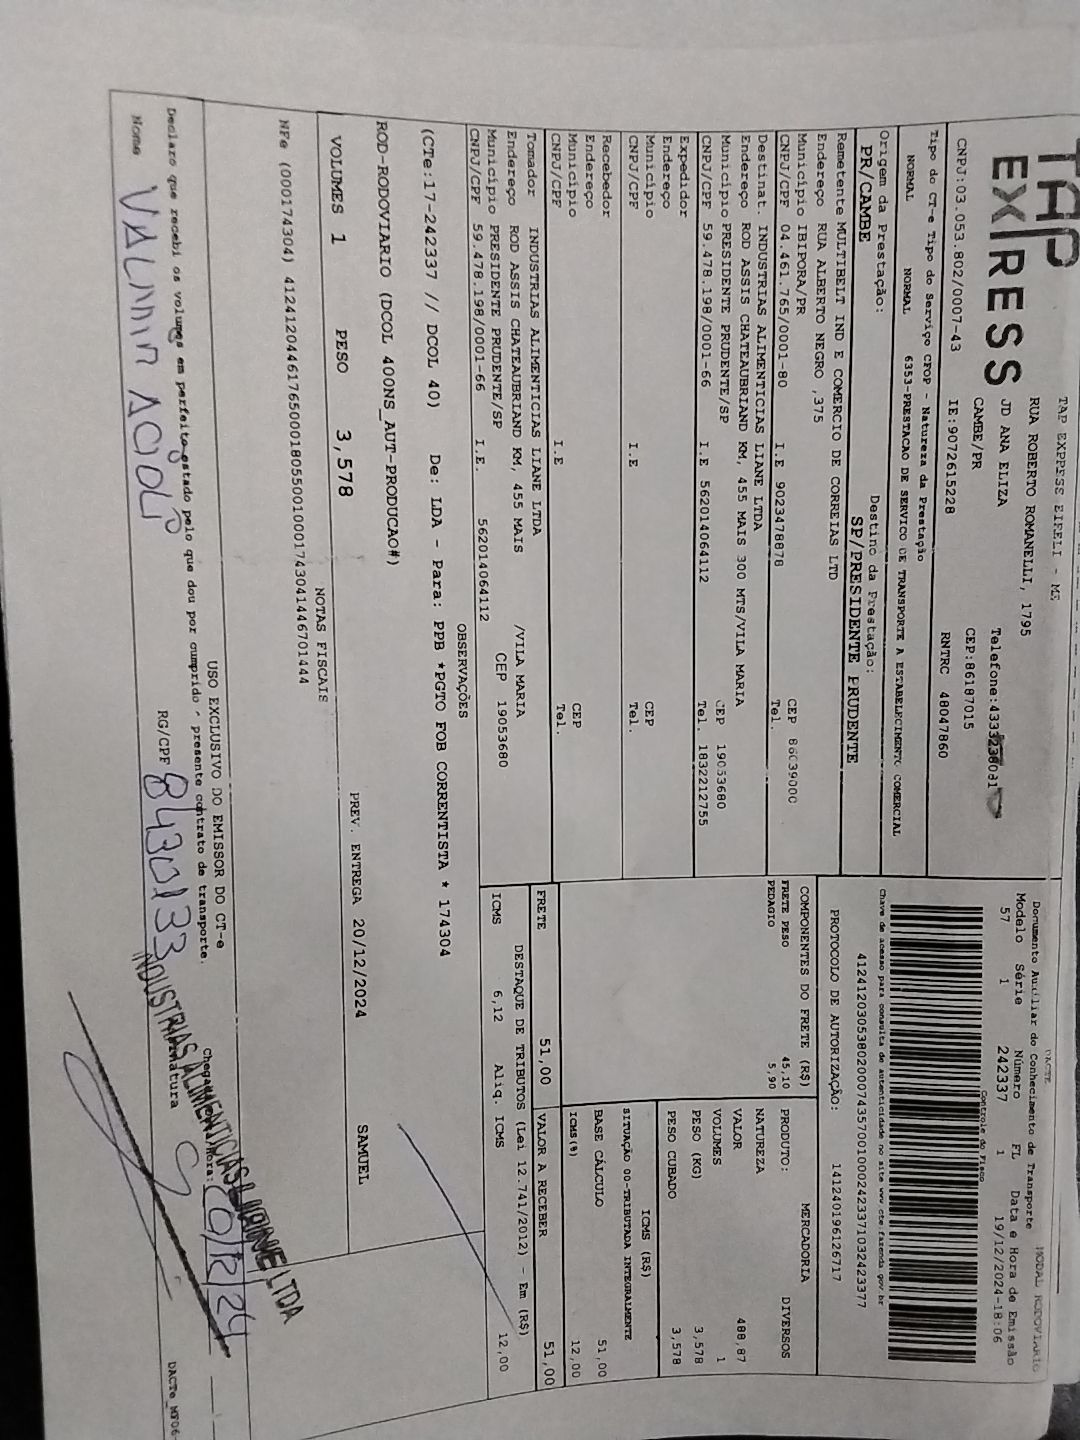 TAP EXPRESS
TAP EXPRESS EIRELI - ME
RUA ROBERTO ROMANELLI, 1795
JD ANA ELIZA
CAMBE/PR
Telefone:
CEP:86187015
CNPJ:03.053.802/0007-43 IE:9072615228 RNTRC 48047860
Tipo do CT-e Tipo do Serviço CFOP - Natureza da Prestação
NORMAL NORMAL 6353-PRESTACAO DE SERVICO DE TRANSPORTE A ESTABELECIMENTO COMERCIAL
Origem da Prestação: Destino da Prestação:
PR/CAMBE SP/PRESIDENTE PRUDENTE
DACTE MODAL RODOVIARIO
Documento Auxiliar do Conhecimento de Transporte
Modelo Série Número FL Data e Hora de Emissão
57 1 242337 1 19/12/2024-18:06
Controle do Fisco
Chave de acesso para consulta de autenticidade no site www.cte.fazenda.gov.br
41241203053802000743570010002423371032423377
PROTOCOLO DE AUTORIZAÇÃO: 141240196126717
Remetente MULTIBELT IND E COMERCIO DE CORREIAS LTD
Endereço RUA ALBERTO NEGRO ,375
Município IBIPORA/PR CEP 86039000
CNPJ/CPF 04.461.765/0001-80 I.E 9023478878 Tel.
Destinat. INDUSTRIAS ALIMENTICIAS LIANE LTDA
Endereço ROD ASSIS CHATEAUBRIAND KM, 455 MAIS 300 MTS/VILA MARIA
Município PRESIDENTE PRUDENTE/SP CEP 19053680
CNPJ/CPF 59.478.198/0001-66 I.E 562014064112 Tel. 1832212755
Expedidor
Endereço
Município CEP
CNPJ/CPF I.E Tel.
Recebedor
Endereço
Município CEP
CNPJ/CPF I.E Tel.
Tomador INDUSTRIAS ALIMENTICIAS LIANE LTDA
Endereço ROD ASSIS CHATEAUBRIAND KM, 455 MAIS /VILA MARIA
Município PRESIDENTE PRUDENTE/SP CEP 19053680
CNPJ/CPF 59.478.198/0001-66 I.E. 562014064112
COMPONENTES DO FRETE (R$)
FRETE PESO 45,10
PEDAGIO 5,90
PRODUTO: MERCADORIA
NATUREZA DIVERSOS
VALOR 488,87
VOLUMES 1
PESO (KG) 3,578
PESO CUBADO 3,578
ICMS (R$)
SITUAÇÃO 00-TRIBUTADA INTEGRALMENTE
BASE CÁLCULO 51,00
ICMS(%) 12,00
FRETE 51,00 VALOR A RECEBER 51,00
DESTAQUE DE TRIBUTOS (Lei 12.741/2012) - Em (R$)
ICMS 6,12 Aliq. ICMS 12,00
OBSERVAÇÕES
(CTe:17-242337 // DCOL 40) De: LDA - Para: PPB *PGTO FOB CORRENTISTA * 174304
ROD-RODOVIARIO (DCOL 400NS_AUT-PRODUCAO#)
VOLUMES 1 PESO 3,578 PREV. ENTREGA 20/12/2024 SAMUEL
NOTAS FISCAIS
NFe (000174304) 41241204461765000180550010001743041446701444
USO EXCLUSIVO DO EMISSOR DO CT-e
Declaro que recebi os volumes em perfeito estado pelo que dou por cumprido o presente contrato de transporte.
Nome RG/CPF 8430133 Assinatura Chegada Data/Hora: /12/24
INDUSTRIAS ALIMENTICIAS LIANE LTDA